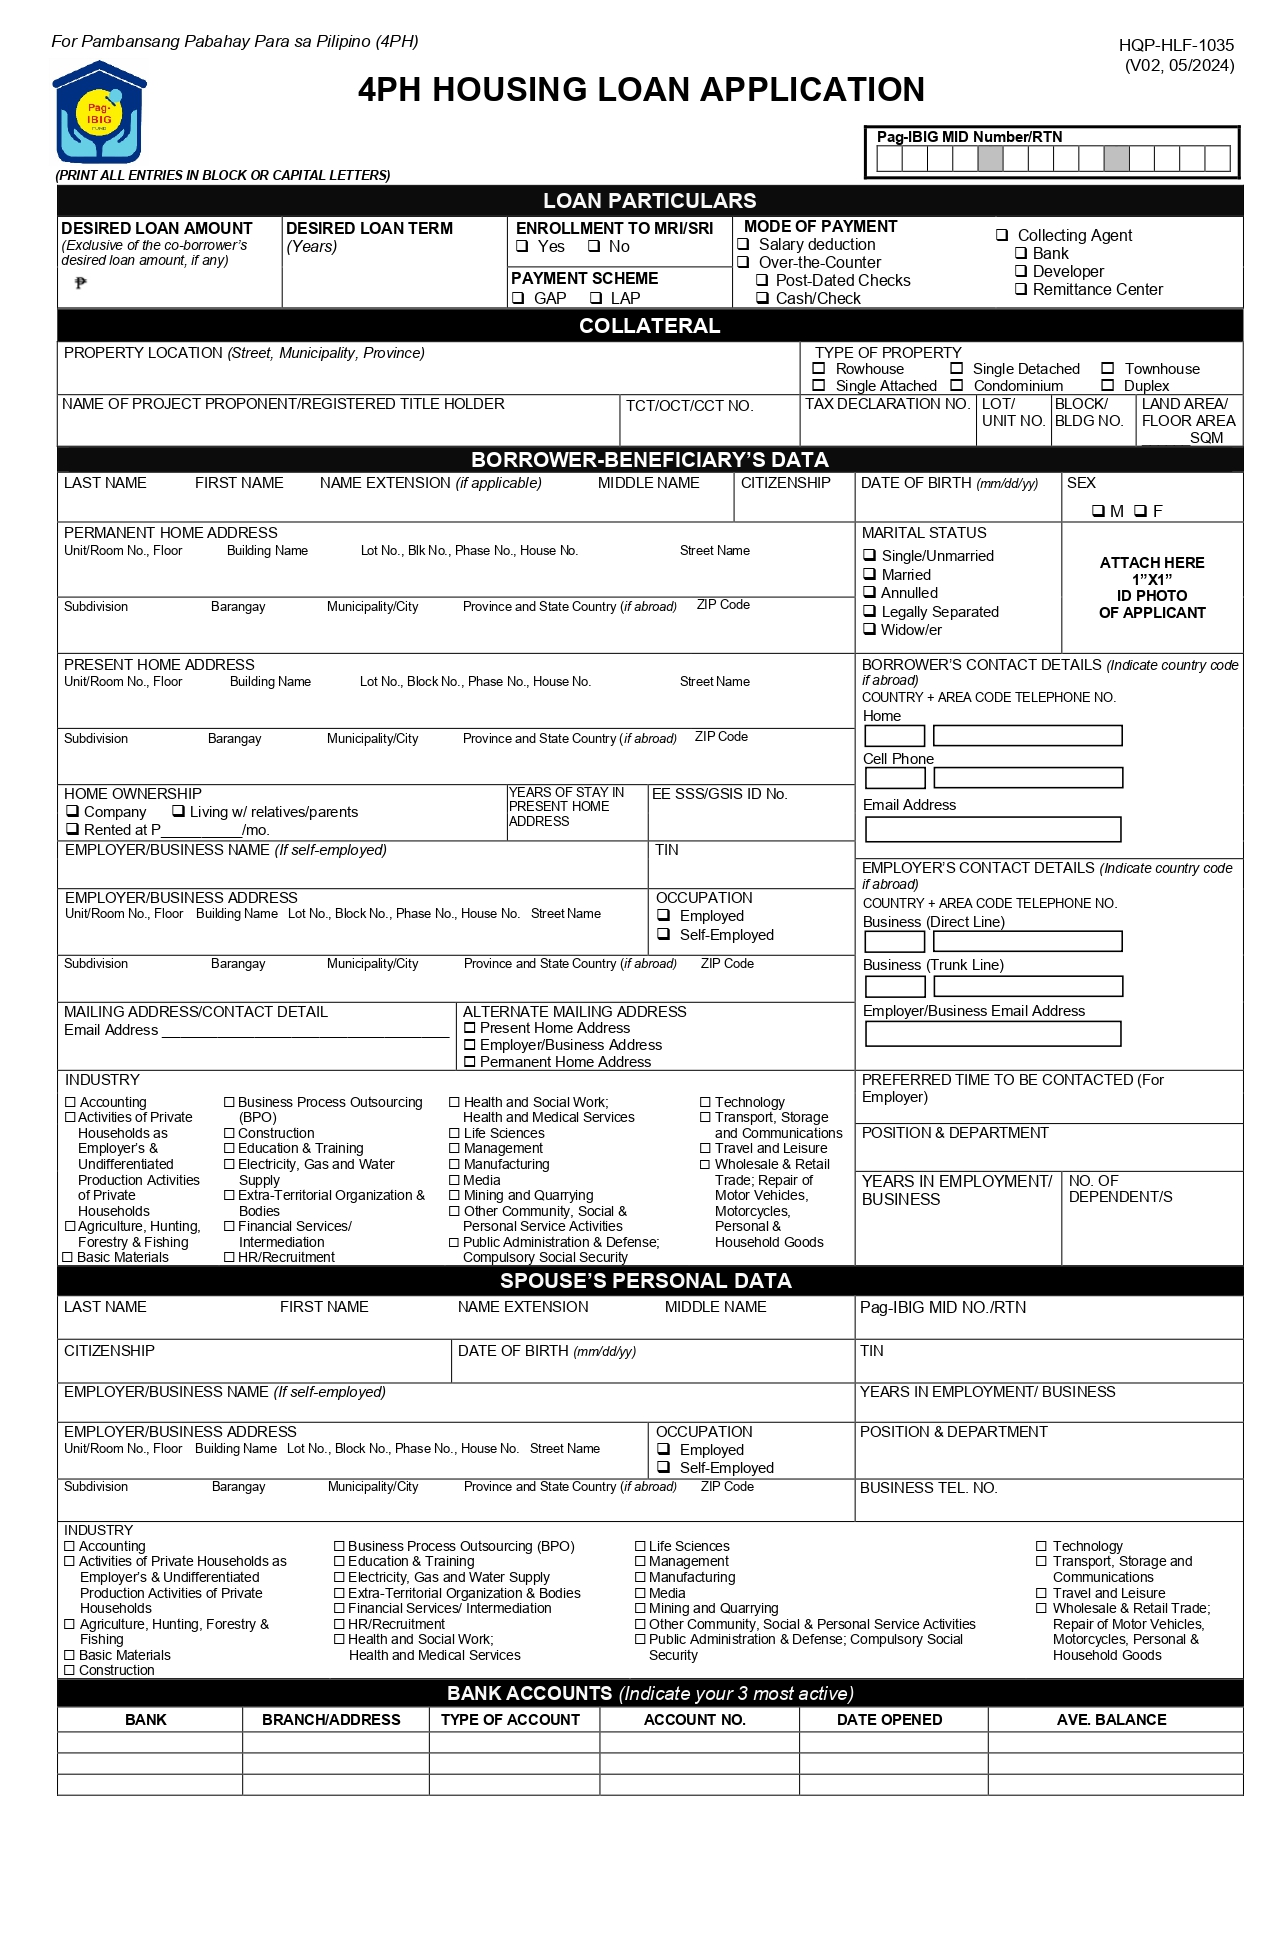 For Pambansang Pabahay Para sa Pilipino (4PH)
HQP-HLF-1035
(V02, 05/2024)
Pag-
IBIG
FUND
4PH HOUSING LOAN APPLICATION
Pag-IBIG MID Number/RTN
(PRINT ALL ENTRIES IN BLOCK OR CAPITAL LETTERS)
LOAN PARTICULARS
DESIRED LOAN AMOUNT
(Exclusive of the co-borrower's
desired loan amount, if any)
₱
DESIRED LOAN TERM
(Years)
ENROLLMENT TO MRI/SRI
❑ Yes ❑ No
PAYMENT SCHEME
❑ GAP ❑ LAP
MODE OF PAYMENT
❑ Salary deduction
❑ Over-the-Counter
❑ Post-Dated Checks
❑ Cash/Check
❑ Collecting Agent
❑ Bank
❑ Developer
❑ Remittance Center
COLLATERAL
PROPERTY LOCATION (Street, Municipality, Province)
TYPE OF PROPERTY
☐ Rowhouse ☐ Single Detached ☐ Townhouse
☐ Single Attached ☐ Condominium ☐ Duplex
NAME OF PROJECT PROPONENT/REGISTERED TITLE HOLDER
TCT/OCT/CCT NO.
TAX DECLARATION NO.
LOT/
UNIT NO.
BLOCK/
BLDG NO.
LAND AREA/
FLOOR AREA
______SQM
BORROWER-BENEFICIARY'S DATA
LAST NAME FIRST NAME NAME EXTENSION (if applicable) MIDDLE NAME
CITIZENSHIP
DATE OF BIRTH (mm/dd/yy)
SEX
❑ M ❑ F
PERMANENT HOME ADDRESS
Unit/Room No., Floor Building Name Lot No., Blk No., Phase No., House No. Street Name
Subdivision Barangay Municipality/City Province and State Country (if abroad) ZIP Code
MARITAL STATUS
❑ Single/Unmarried
❑ Married
❑ Annulled
❑ Legally Separated
❑ Widow/er
ATTACH HERE
1”X1”
ID PHOTO
OF APPLICANT
PRESENT HOME ADDRESS
Unit/Room No., Floor Building Name Lot No., Block No., Phase No., House No. Street Name
Subdivision Barangay Municipality/City Province and State Country (if abroad) ZIP Code
BORROWER'S CONTACT DETAILS (Indicate country code
if abroad)
COUNTRY + AREA CODE TELEPHONE NO.
Home
Cell Phone
Email Address
HOME OWNERSHIP
❑ Company ❑ Living w/ relatives/parents
❑ Rented at P__________/mo.
YEARS OF STAY IN
PRESENT HOME
ADDRESS
EE SSS/GSIS ID No.
EMPLOYER/BUSINESS NAME (If self-employed)
TIN
EMPLOYER/BUSINESS ADDRESS
Unit/Room No., Floor Building Name Lot No., Block No., Phase No., House No. Street Name
OCCUPATION
❑ Employed
❑ Self-Employed
Subdivision Barangay Municipality/City Province and State Country (if abroad) ZIP Code
EMPLOYER'S CONTACT DETAILS (Indicate country code
if abroad)
COUNTRY + AREA CODE TELEPHONE NO.
Business (Direct Line)
Business (Trunk Line)
Employer/Business Email Address
MAILING ADDRESS/CONTACT DETAIL
Email Address ___________________________________
ALTERNATE MAILING ADDRESS
☐ Present Home Address
☐ Employer/Business Address
☐ Permanent Home Address
INDUSTRY
☐ Accounting
☐ Activities of Private
Households as
Employer's &
Undifferentiated
Production Activities
of Private
Households
☐ Agriculture, Hunting,
Forestry & Fishing
☐ Basic Materials
☐ Business Process Outsourcing
(BPO)
☐ Construction
☐ Education & Training
☐ Electricity, Gas and Water
Supply
☐ Extra-Territorial Organization &
Bodies
☐ Financial Services/
Intermediation
☐ HR/Recruitment
☐ Health and Social Work;
Health and Medical Services
☐ Life Sciences
☐ Management
☐ Manufacturing
☐ Media
☐ Mining and Quarrying
☐ Other Community, Social &
Personal Service Activities
☐ Public Administration & Defense;
Compulsory Social Security
☐ Technology
☐ Transport, Storage
and Communications
☐ Travel and Leisure
☐ Wholesale & Retail
Trade; Repair of
Motor Vehicles,
Motorcycles,
Personal &
Household Goods
PREFERRED TIME TO BE CONTACTED (For
Employer)
POSITION & DEPARTMENT
YEARS IN EMPLOYMENT/
BUSINESS
NO. OF
DEPENDENT/S
SPOUSE'S PERSONAL DATA
LAST NAME FIRST NAME NAME EXTENSION MIDDLE NAME
Pag-IBIG MID NO./RTN
CITIZENSHIP
DATE OF BIRTH (mm/dd/yy)
TIN
EMPLOYER/BUSINESS NAME (If self-employed)
YEARS IN EMPLOYMENT/ BUSINESS
EMPLOYER/BUSINESS ADDRESS
Unit/Room No., Floor Building Name Lot No., Block No., Phase No., House No. Street Name
OCCUPATION
❑ Employed
❑ Self-Employed
POSITION & DEPARTMENT
Subdivision Barangay Municipality/City Province and State Country (if abroad) ZIP Code
BUSINESS TEL. NO.
INDUSTRY
☐ Accounting
☐ Activities of Private Households as
Employer's & Undifferentiated
Production Activities of Private
Households
☐ Agriculture, Hunting, Forestry &
Fishing
☐ Basic Materials
☐ Construction
☐ Business Process Outsourcing (BPO)
☐ Education & Training
☐ Electricity, Gas and Water Supply
☐ Extra-Territorial Organization & Bodies
☐ Financial Services/ Intermediation
☐ HR/Recruitment
☐ Health and Social Work;
Health and Medical Services
☐ Life Sciences
☐ Management
☐ Manufacturing
☐ Media
☐ Mining and Quarrying
☐ Other Community, Social & Personal Service Activities
☐ Public Administration & Defense; Compulsory Social
Security
☐ Technology
☐ Transport, Storage and
Communications
☐ Travel and Leisure
☐ Wholesale & Retail Trade;
Repair of Motor Vehicles,
Motorcycles, Personal &
Household Goods
BANK ACCOUNTS (Indicate your 3 most active)
BANK BRANCH/ADDRESS TYPE OF ACCOUNT ACCOUNT NO. DATE OPENED AVE. BALANCE